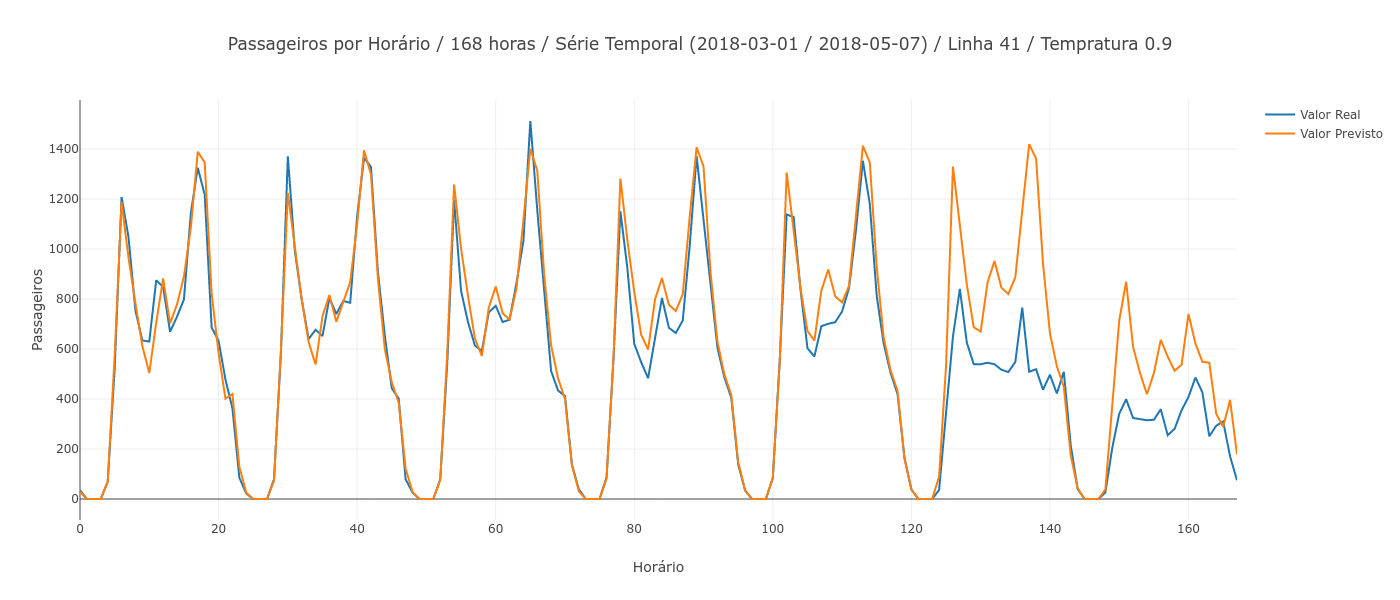 Passageiros por Horário / 168 horas / Série Temporal (2018-03-01 / 2018-05-07) / Linha 41 / Tempratura 0.9
Valor Real
Valor Previsto
Passageiros
1400
1200
1000
800
600
400
200
0
0 20 40 60 80 100 120 140 160
Horário